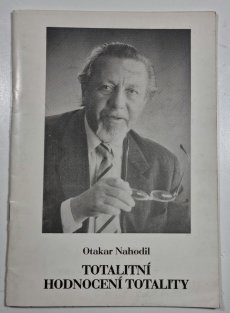 Otakar Nahodil
TOTALITNÍ
HODNOCENÍ TOTALITY